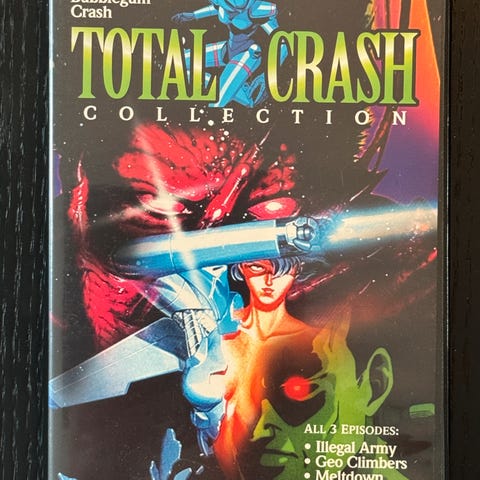 Bubblegum
Crash
TOTAL CRASH
COLLECTION
ALL 3 EPISODES:
• Illegal Army
• Geo Climbers
• Meltdown